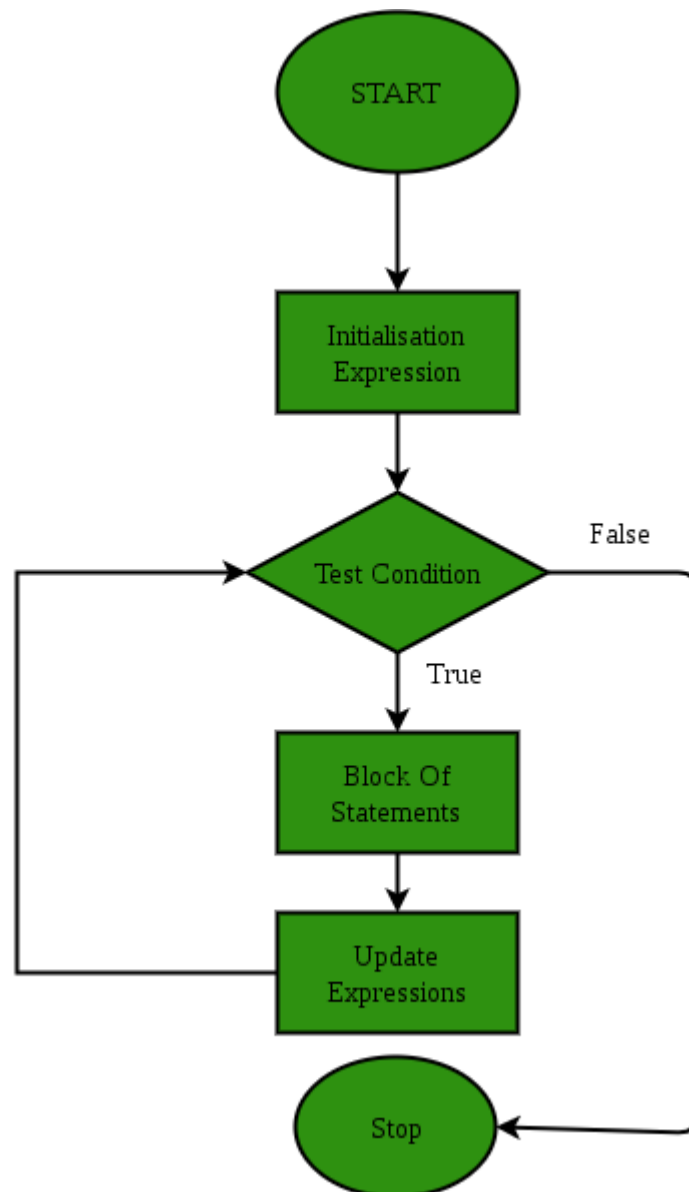 START
Initialisation
Expression
False
Test Condition
True
Block Of
Statements
Update
Expressions
Stop